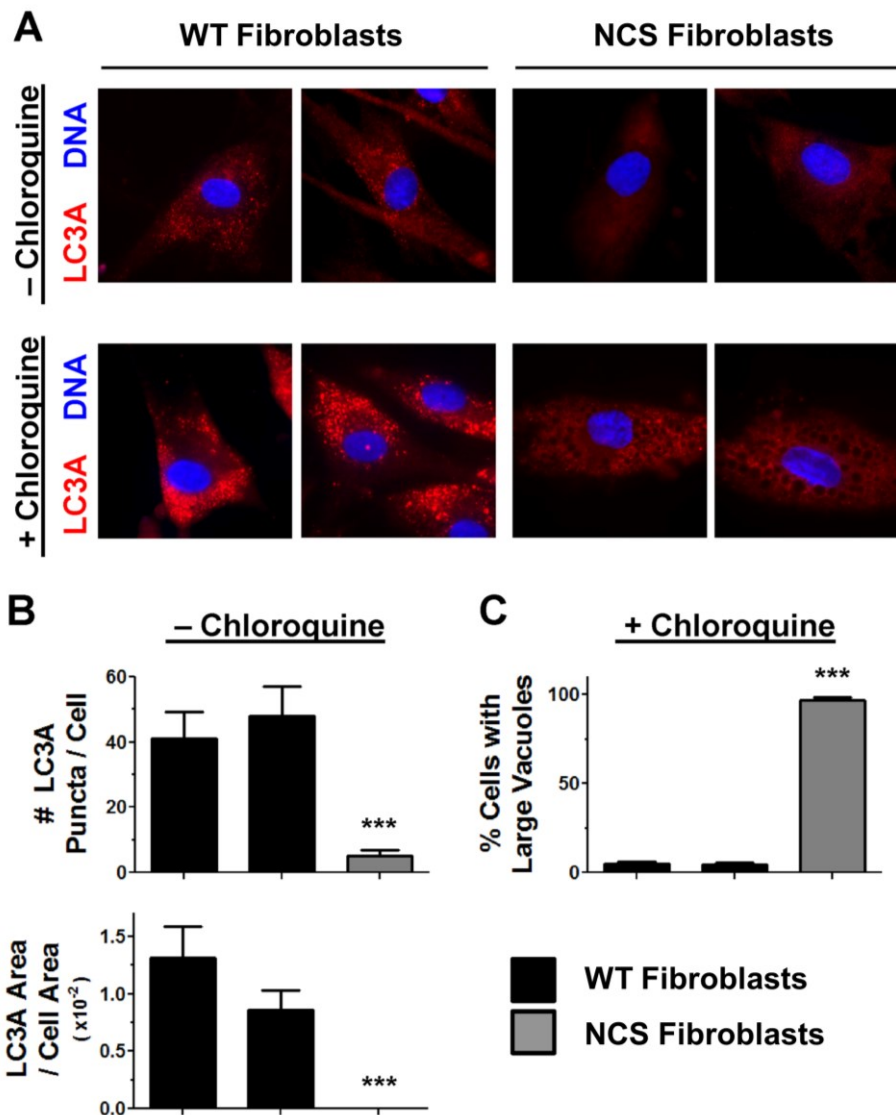 A
WT Fibroblasts
NCS Fibroblasts
– Chloroquine
LC3A DNA
+ Chloroquine
LC3A DNA
B
– Chloroquine
# LC3A
Puncta / Cell
60
40
20
0
***
LC3A Area
/ Cell Area
(x10⁻²)
1.5
1.0
0.5
0.0
***
C
+ Chloroquine
% Cells with
Large Vacuoles
100
50
0
***
WT Fibroblasts
NCS Fibroblasts